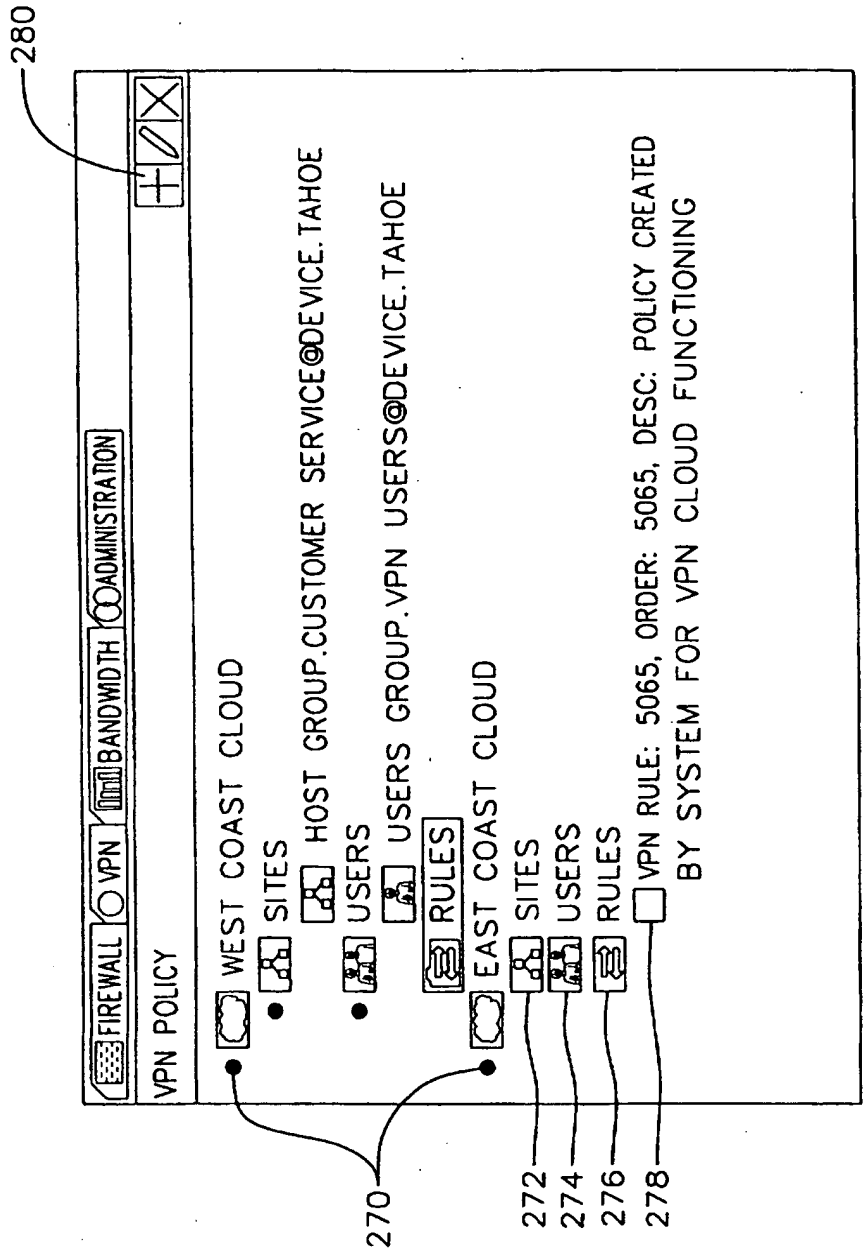 280
FIREWALL VPN BANDWIDTH ADMINISTRATION
VPN POLICY
WEST COAST CLOUD
SITES
HOST GROUP.CUSTOMER SERVICE@DEVICE.TAHOE
USERS
USERS GROUP.VPN USERS@DEVICE.TAHOE
RULES
270
EAST COAST CLOUD
272 SITES
274 USERS
276 RULES
278 VPN RULE: 5065, ORDER: 5065, DESC: POLICY CREATED
BY SYSTEM FOR VPN CLOUD FUNCTIONING